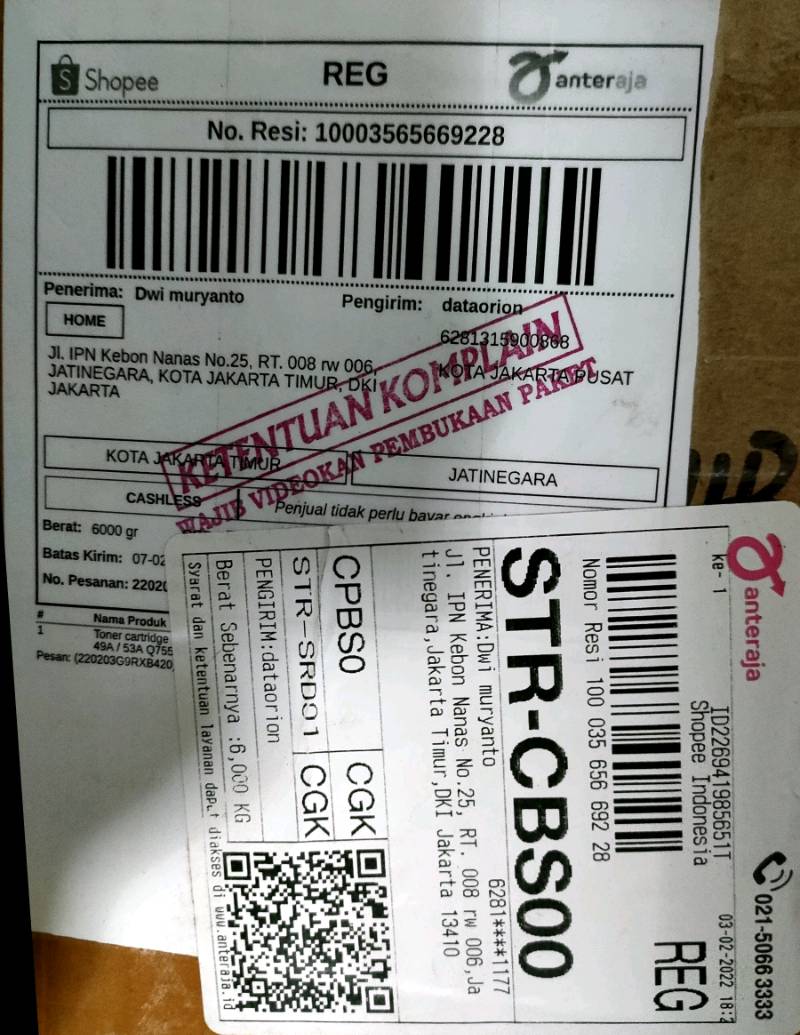 Shopee
REG
anteraja
No. Resi: 10003565669228
Penerima: Dwi muryanto
Pengirim: dataorion
HOME
6281315900868
Jl. IPN Kebon Nanas No.25, RT. 008 rw 006,
JATINEGARA, KOTA JAKARTA TIMUR, DKI
JAKARTA
KOTA JAKARTA PUSAT
KETENTUAN KOMPLAIN
WAJIB VIDEOKAN PEMBUKAAN PAKET
KOTA JAKARTA TIMUR
JATINEGARA
CASHLESS
Penjual tidak perlu bayar
Berat: 6000 gr
Batas Kirim: 07-02
No. Pesanan: 2202
# Nama Produk
1 Toner cartridge
49A / 53A Q755
Pesan: (220203G9RXB420
anteraja
021-5066 3333
ke- 1
03-02-2022 18:2
ID226941985651T
Shopee Indonesia
REG
Nomor Resi 100 035 656 692 28
STR-CBS00
PENERIMA:Dwi muryanto
6281****1177
Jl. IPN Kebon Nanas No.25, RT. 008 rw 006,Ja
tinegara,Jakarta Timur,DKI Jakarta 13410
CPBS0
CGK
STR-SRD01
CGK
PENGIRIM:dataorion
Berat Sebenarnya :6,000 KG
Syarat dan ketentuan layanan dapat diakses di www.anteraja.id